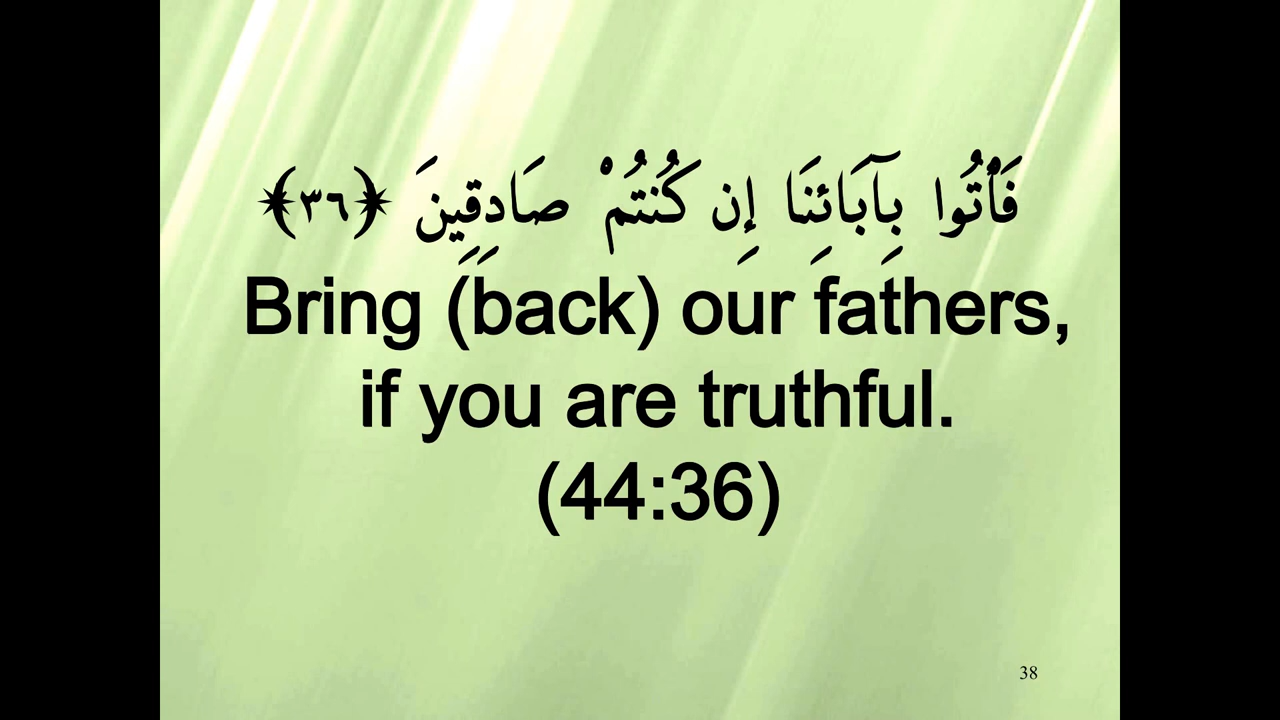 فَأْتُوا بِآبَائِنَا إِن كُنتُمْ صَادِقِينَ ﴿٣٦﴾
Bring (back) our fathers,
if you are truthful.
(44:36)
38